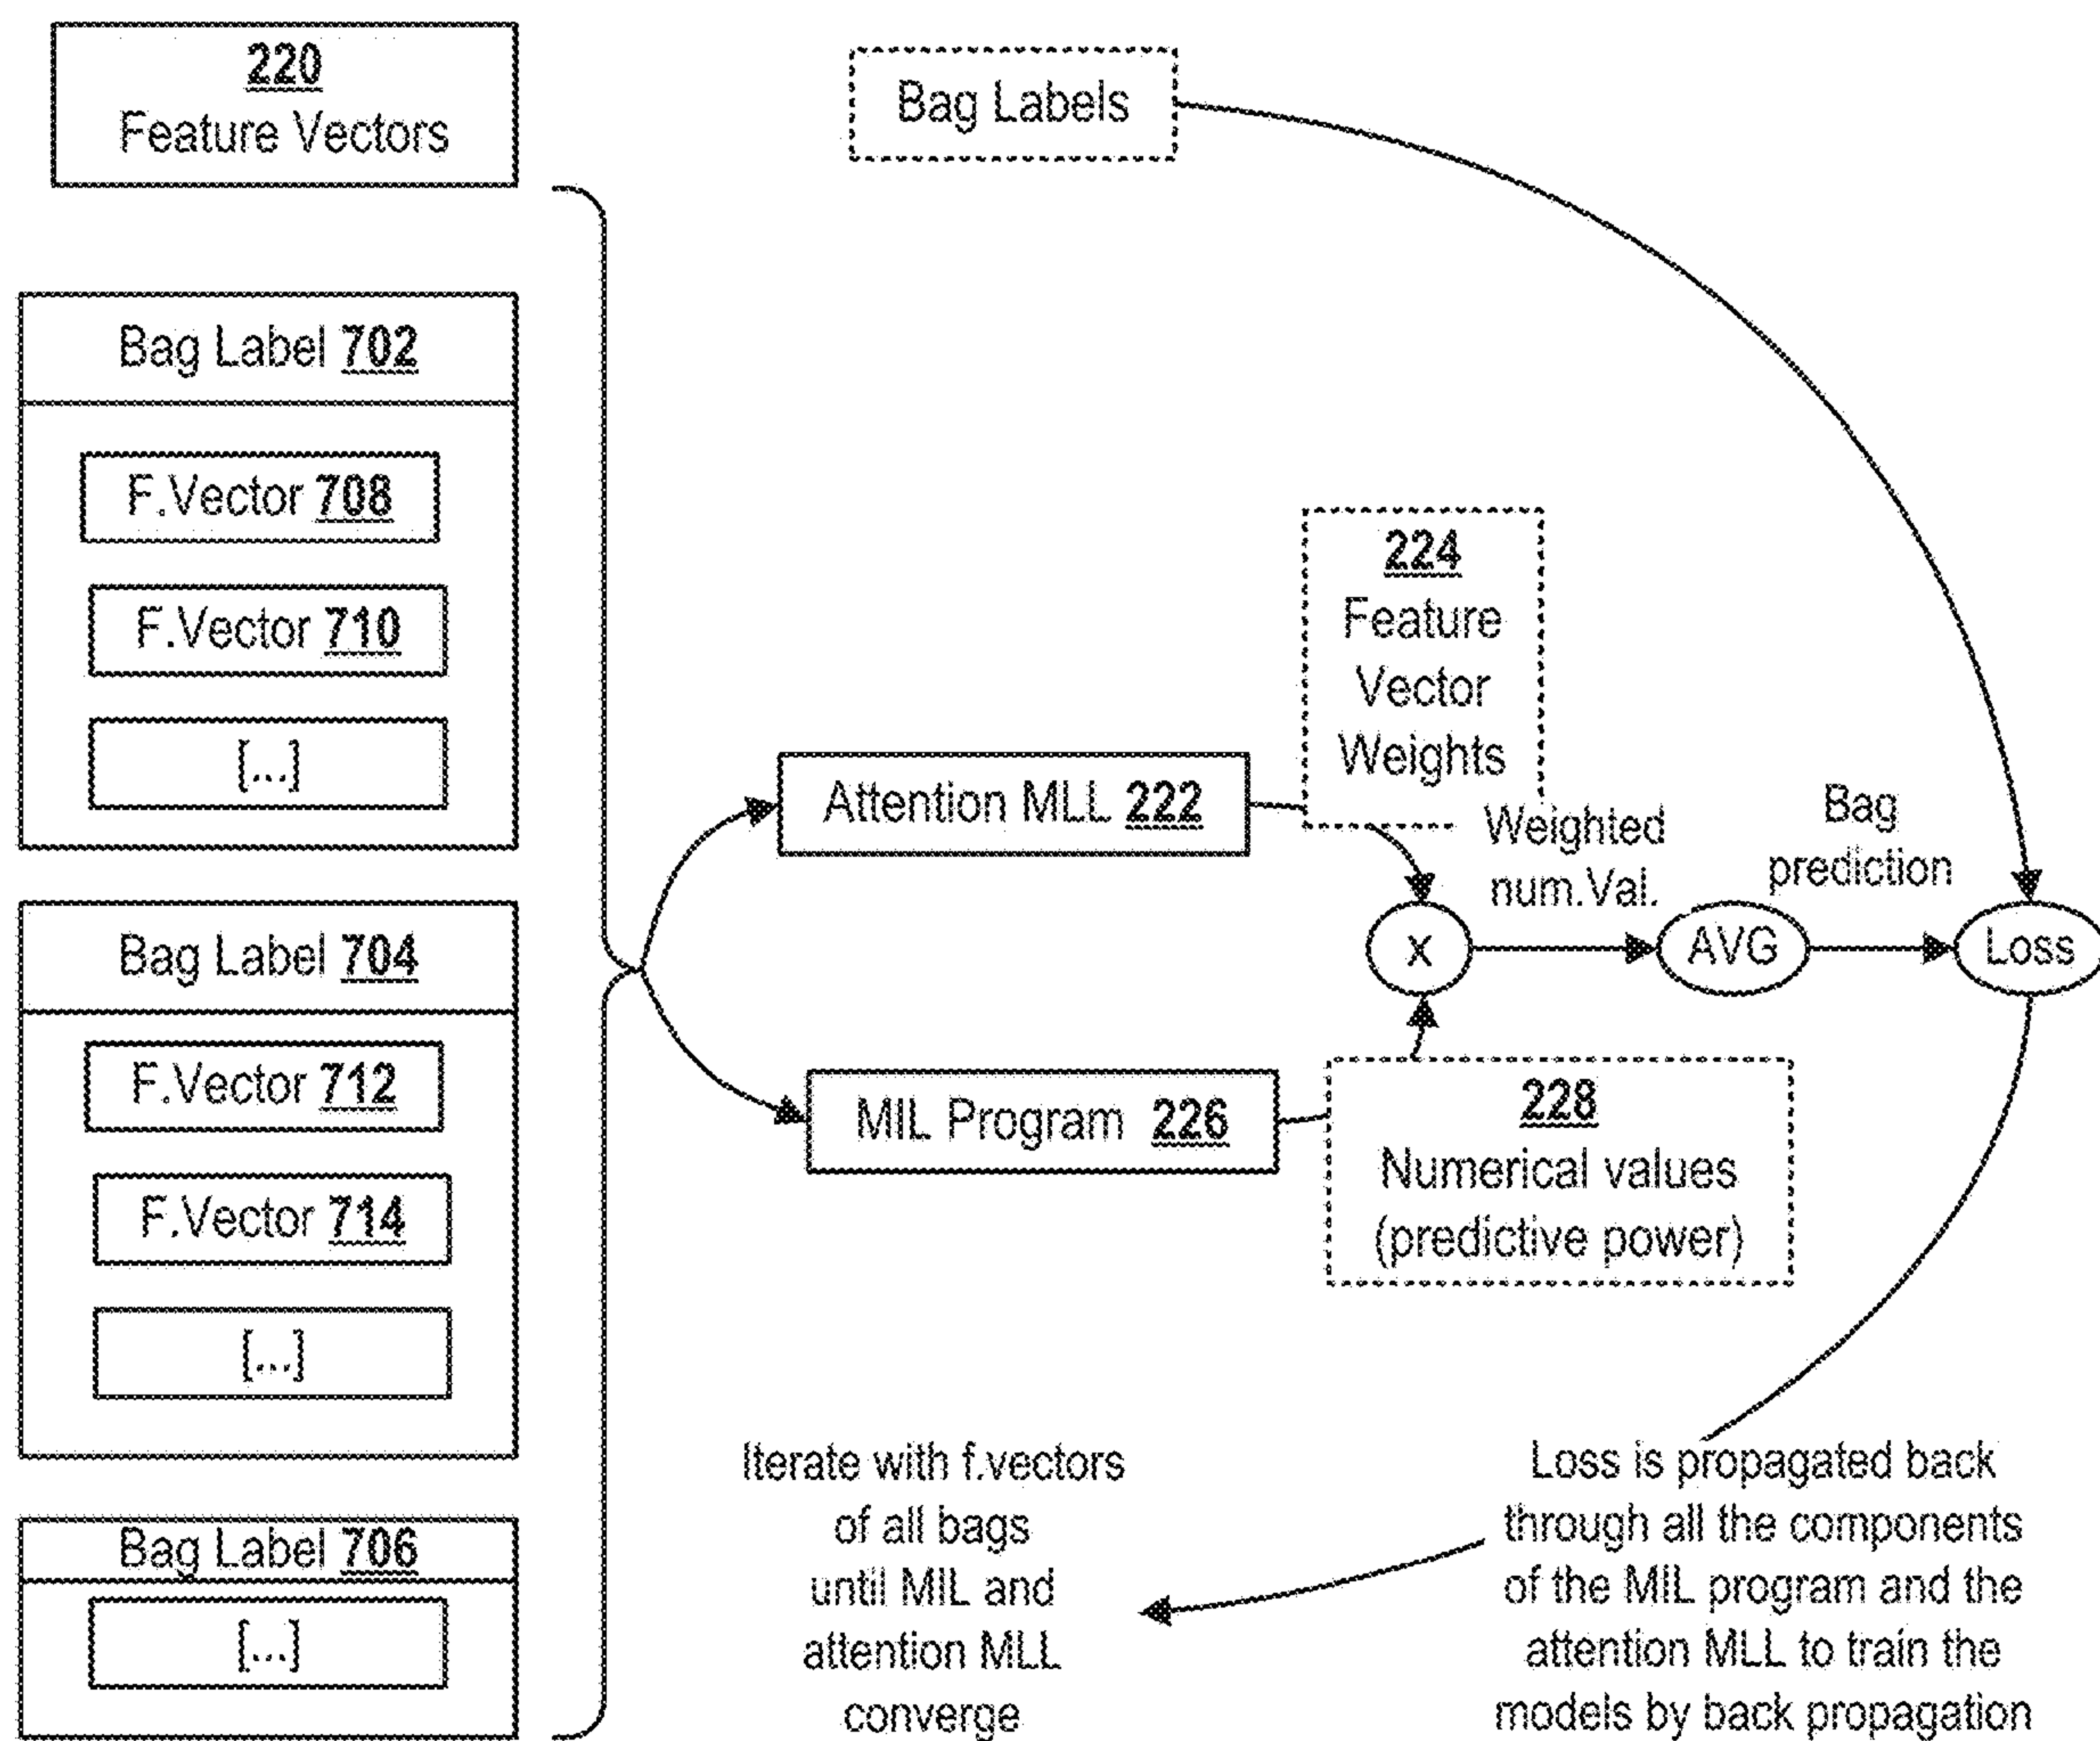 220
Feature Vectors
Bag Labels
Bag Label 702
F.Vector 708
F.Vector 710
[...]
Bag Label 704
F.Vector 712
F.Vector 714
[...]
Bag Label 706
[...]
Attention MLL 222
224
Feature
Vector
Weights
MIL Program 226
228
Numerical values
(predictive power)
X
Weighted
num.Val.
AVG
Bag
prediction
Loss
Iterate with f.vectors
of all bags
until MIL and
attention MLL
converge
Loss is propagated back
through all the components
of the MIL program and the
attention MLL to train the
models by back propagation